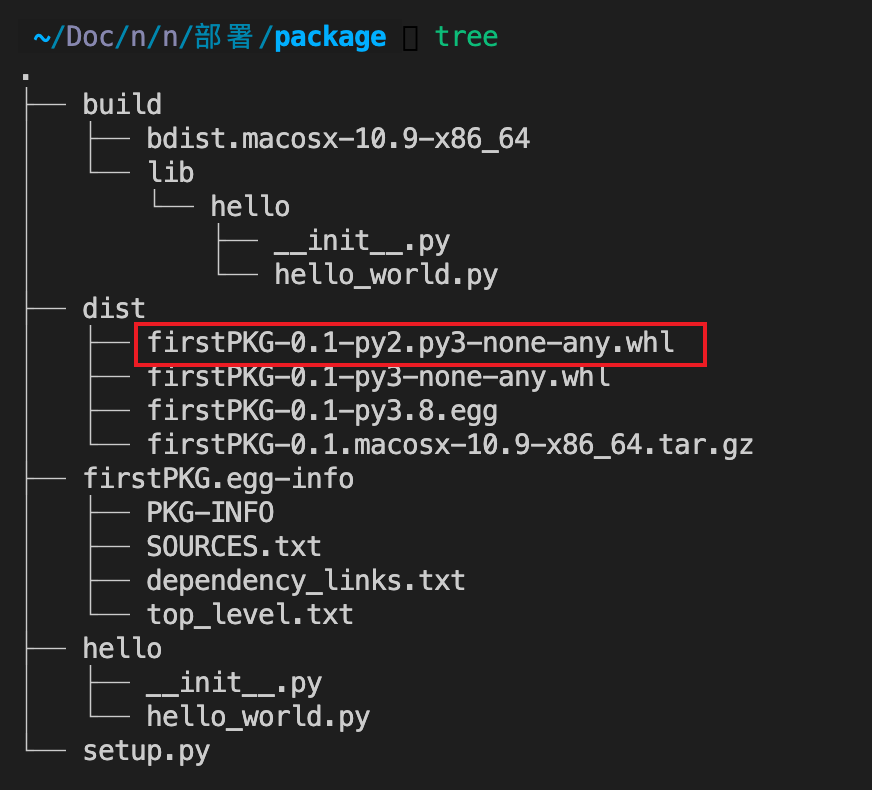 ~/Doc/n/n/部署/package  tree
.
build
bdist.macosx-10.9-x86_64
lib
hello
__init__.py
hello_world.py
dist
firstPKG-0.1-py2.py3-none-any.whl
firstPKG-0.1-py3-none-any.whl
firstPKG-0.1-py3.8.egg
firstPKG-0.1.macosx-10.9-x86_64.tar.gz
firstPKG.egg-info
PKG-INFO
SOURCES.txt
dependency_links.txt
top_level.txt
hello
__init__.py
hello_world.py
setup.py